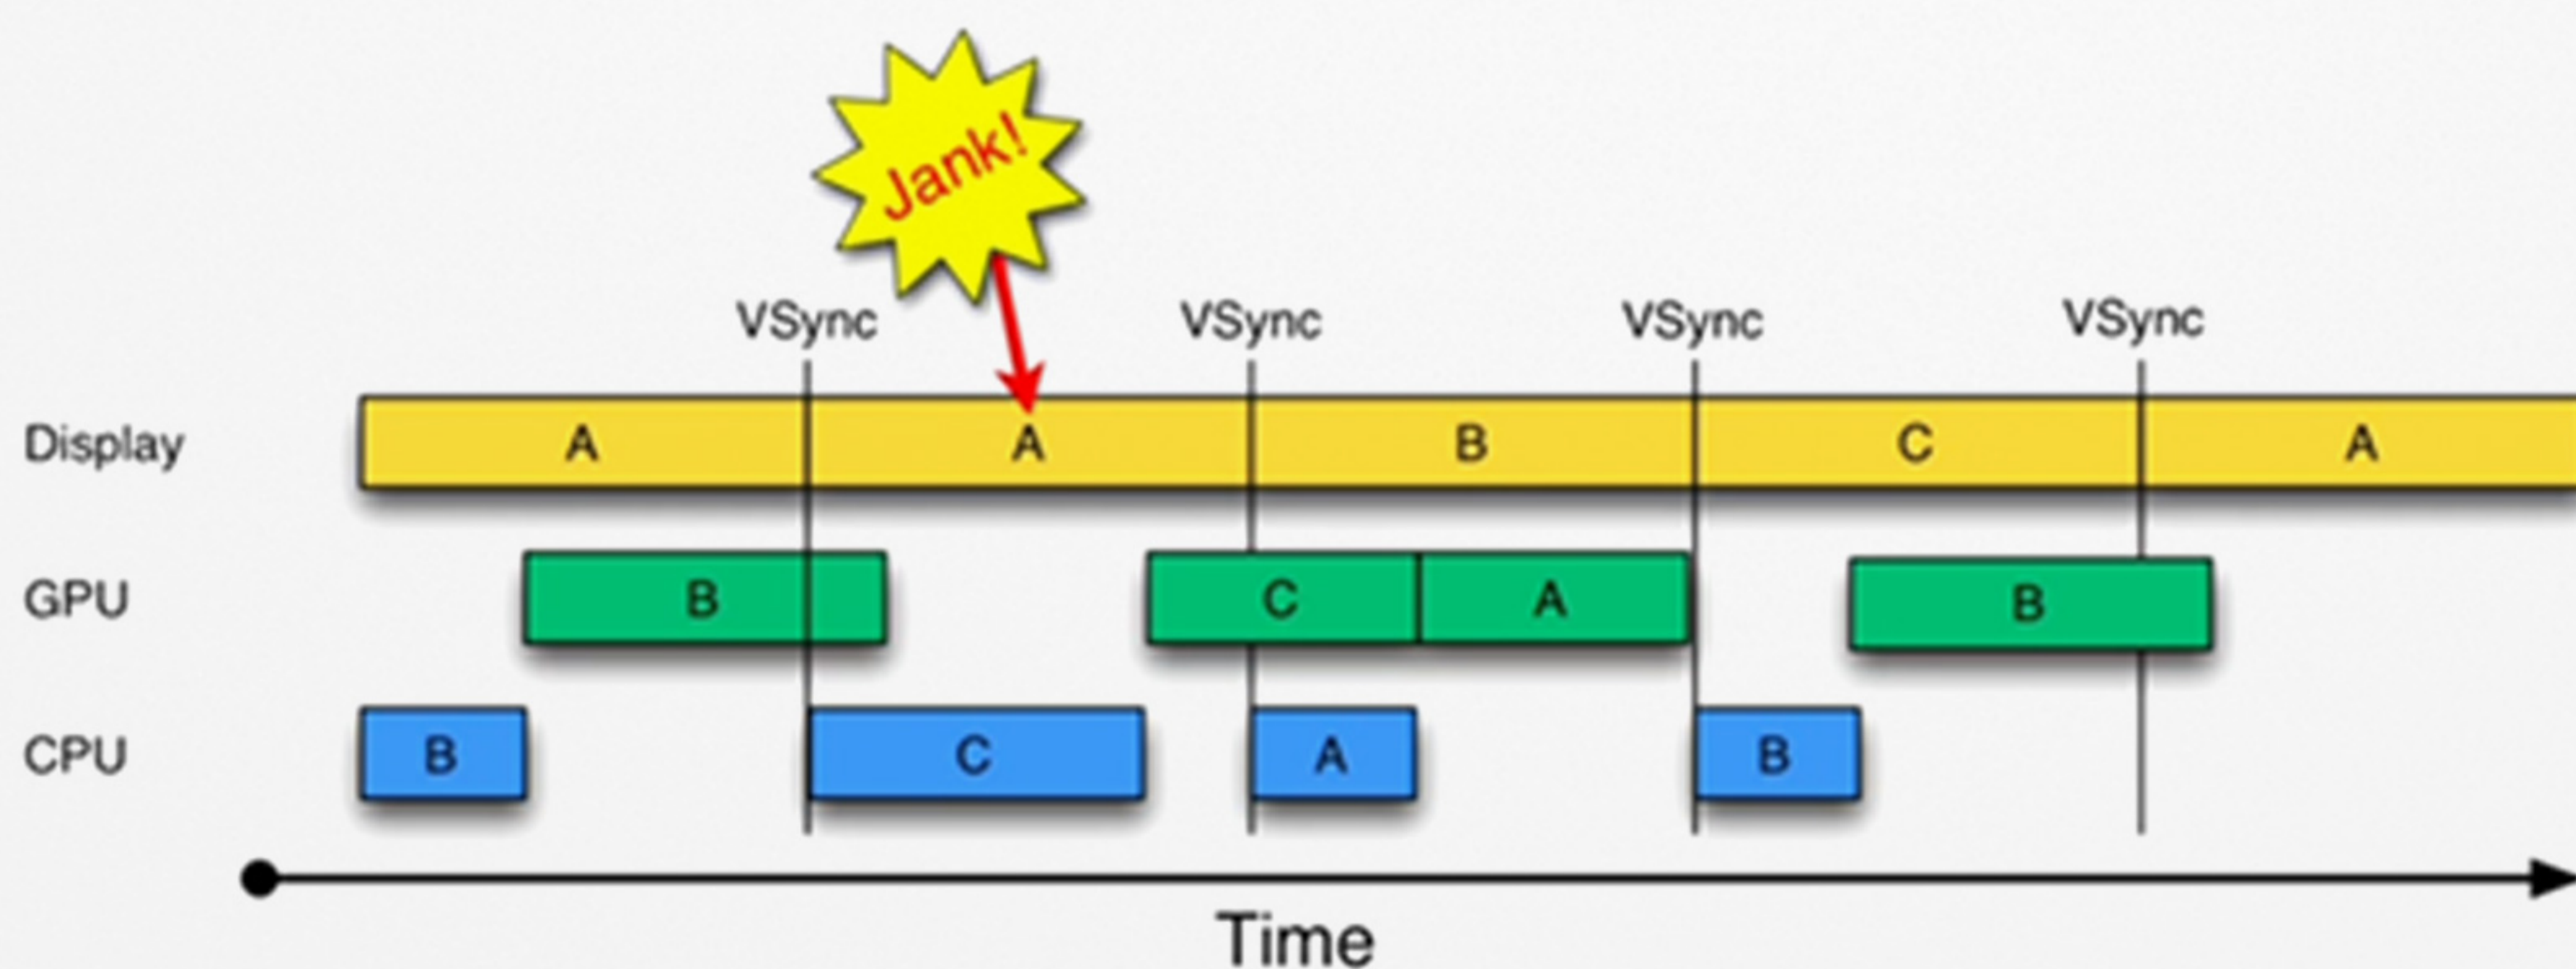 Jank!
VSync VSync VSync VSync
Display A A B C A
GPU B C A B
CPU B C A B
Time